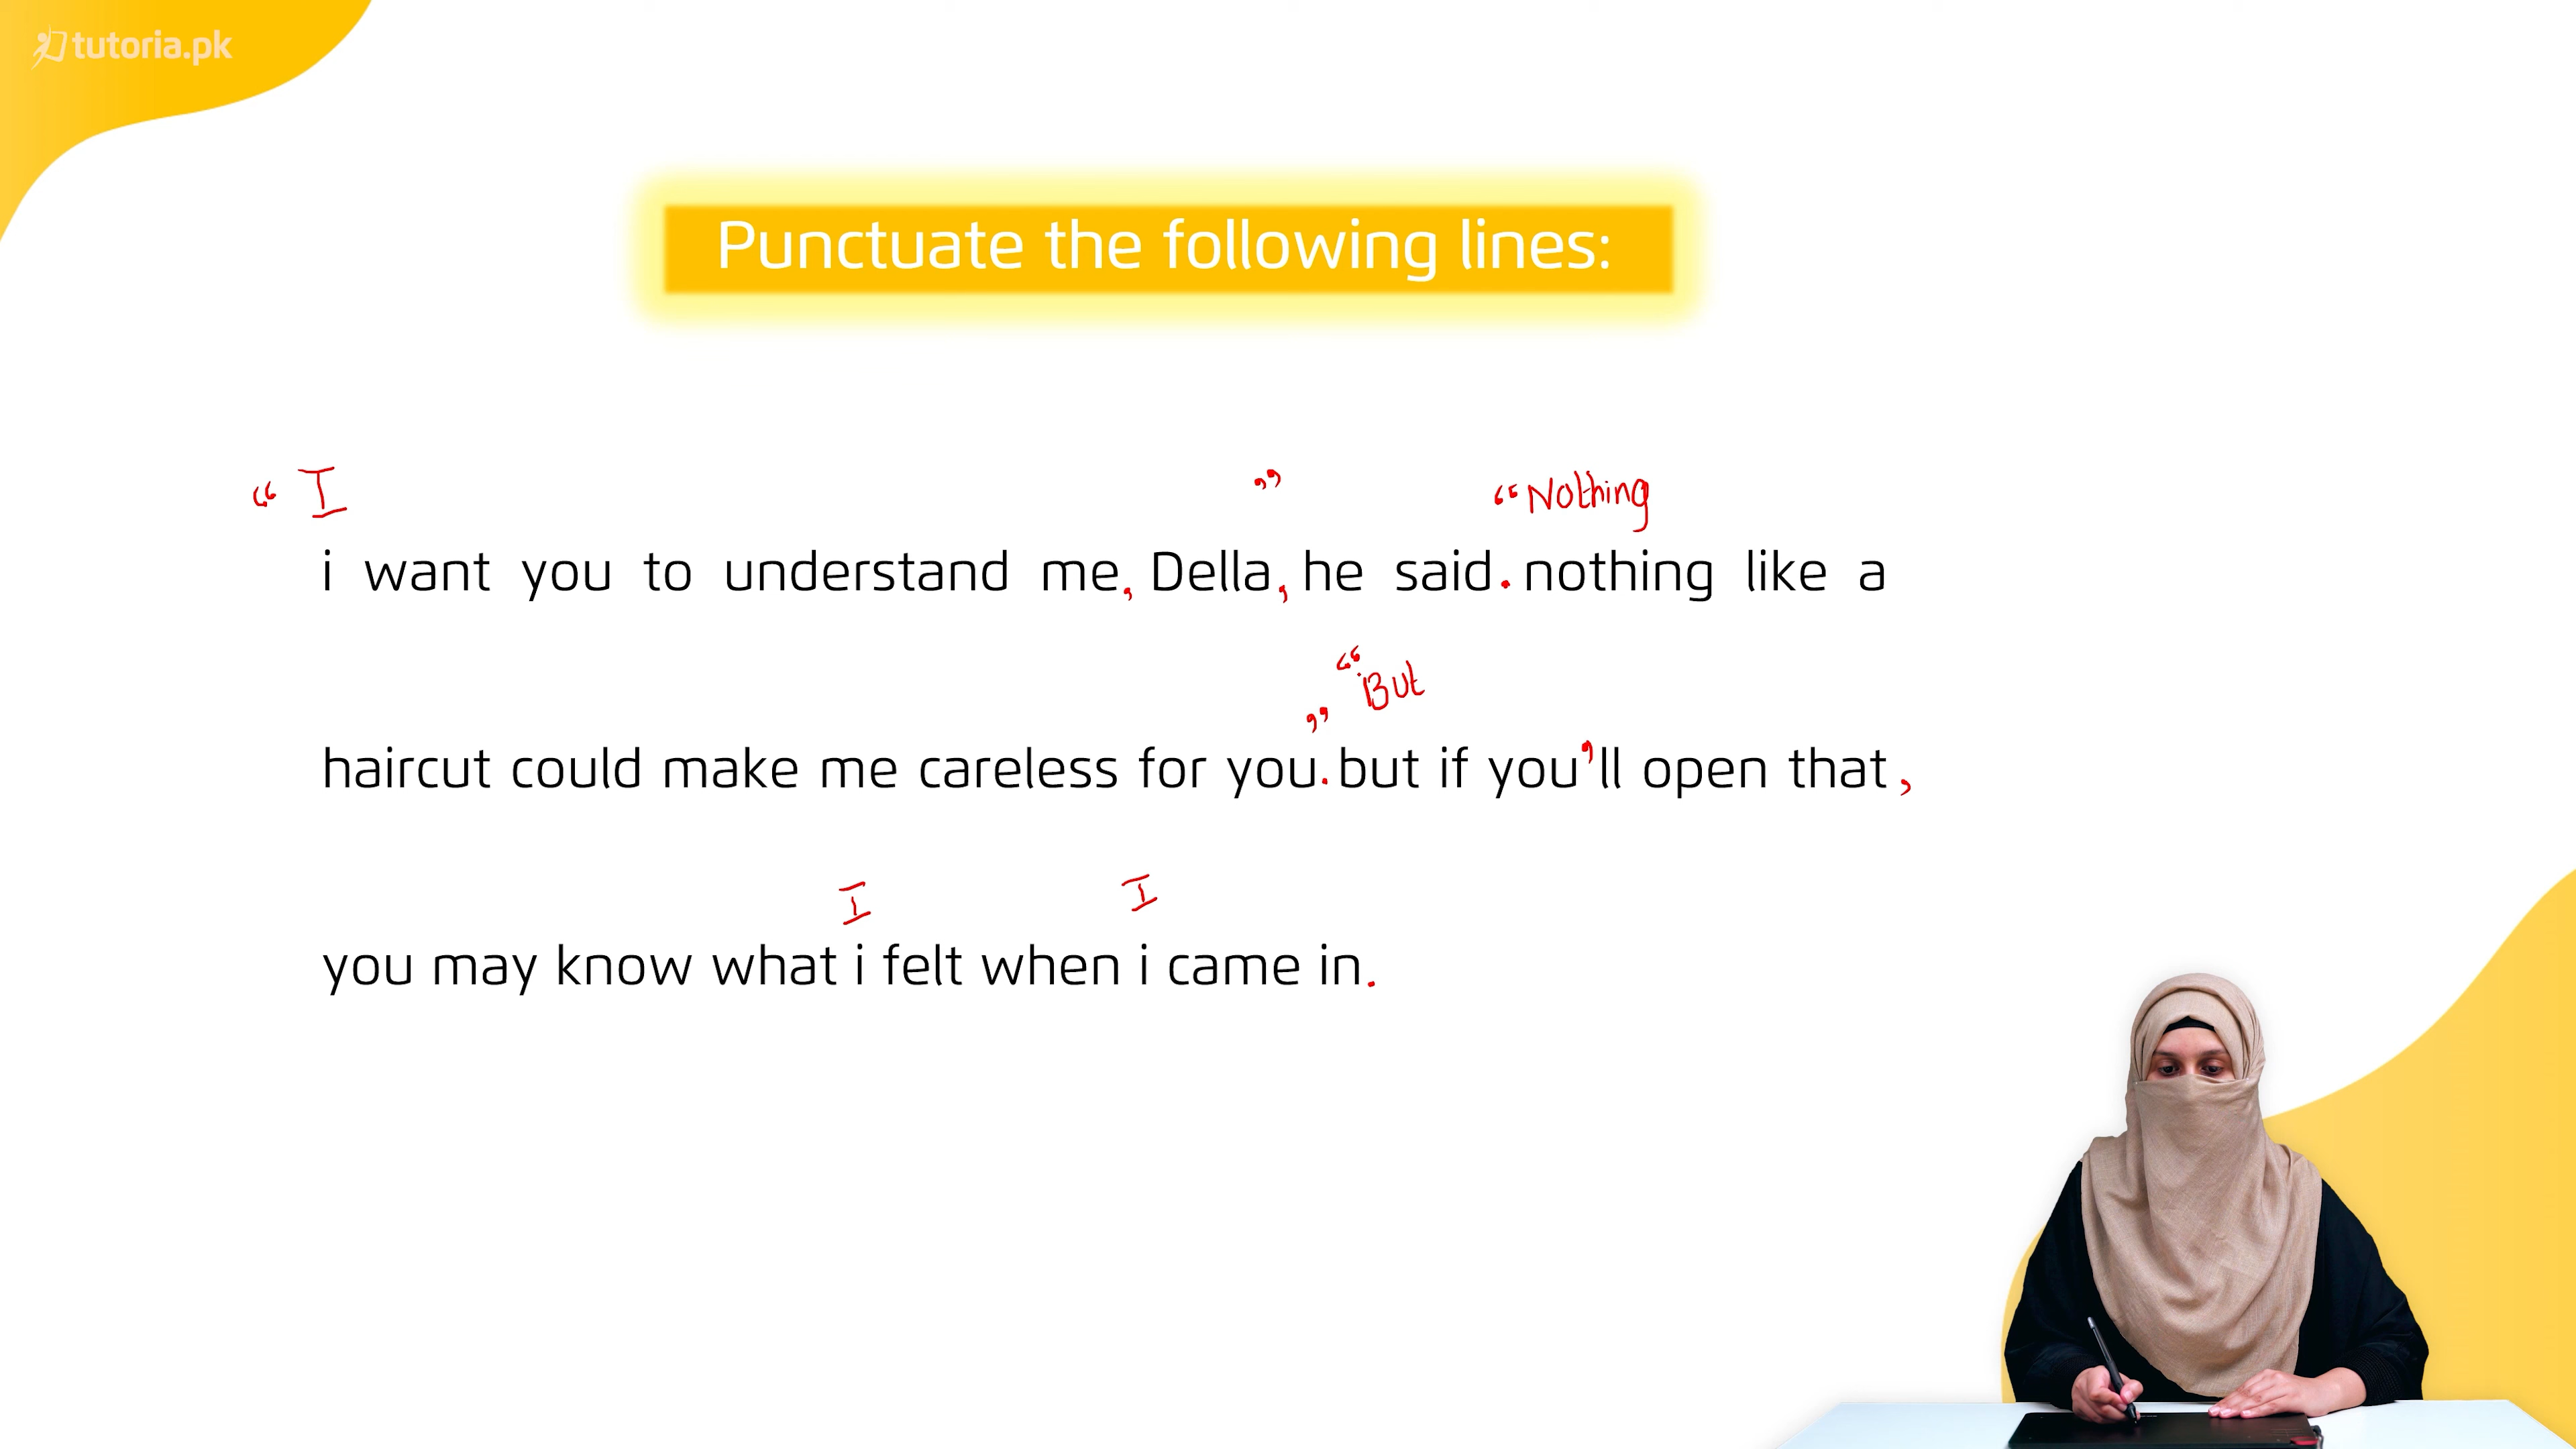 tutoria.pk
Punctuate the following lines:
“ I ” “Nothing
i want you to understand me, Della, he said. nothing like a
” “But
haircut could make me careless for you. but if you’ll open that,
I I
you may know what i felt when i came in.